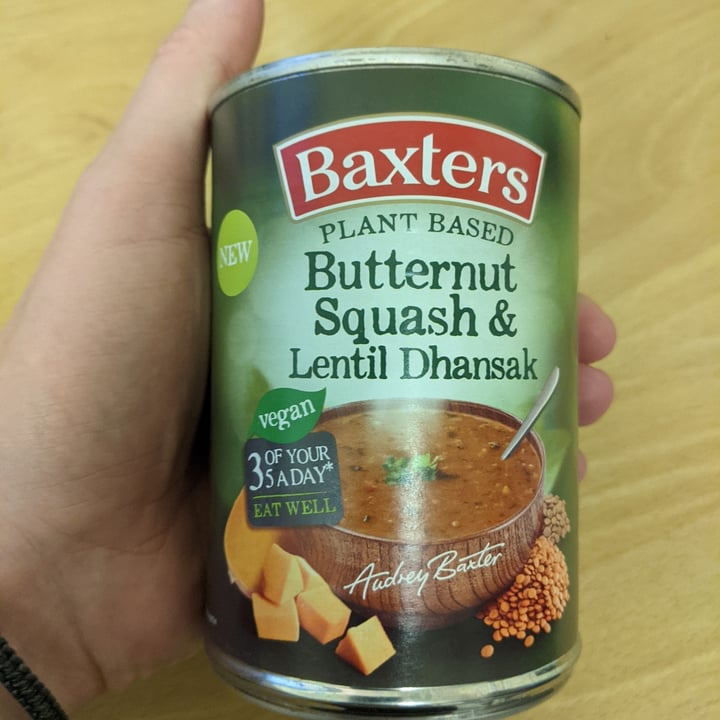 Baxters
PLANT BASED
NEW
Butternut
Squash &
Lentil Dhansak
vegan
3 OF YOUR
5 A DAY*
EAT WELL
Audrey Baxter